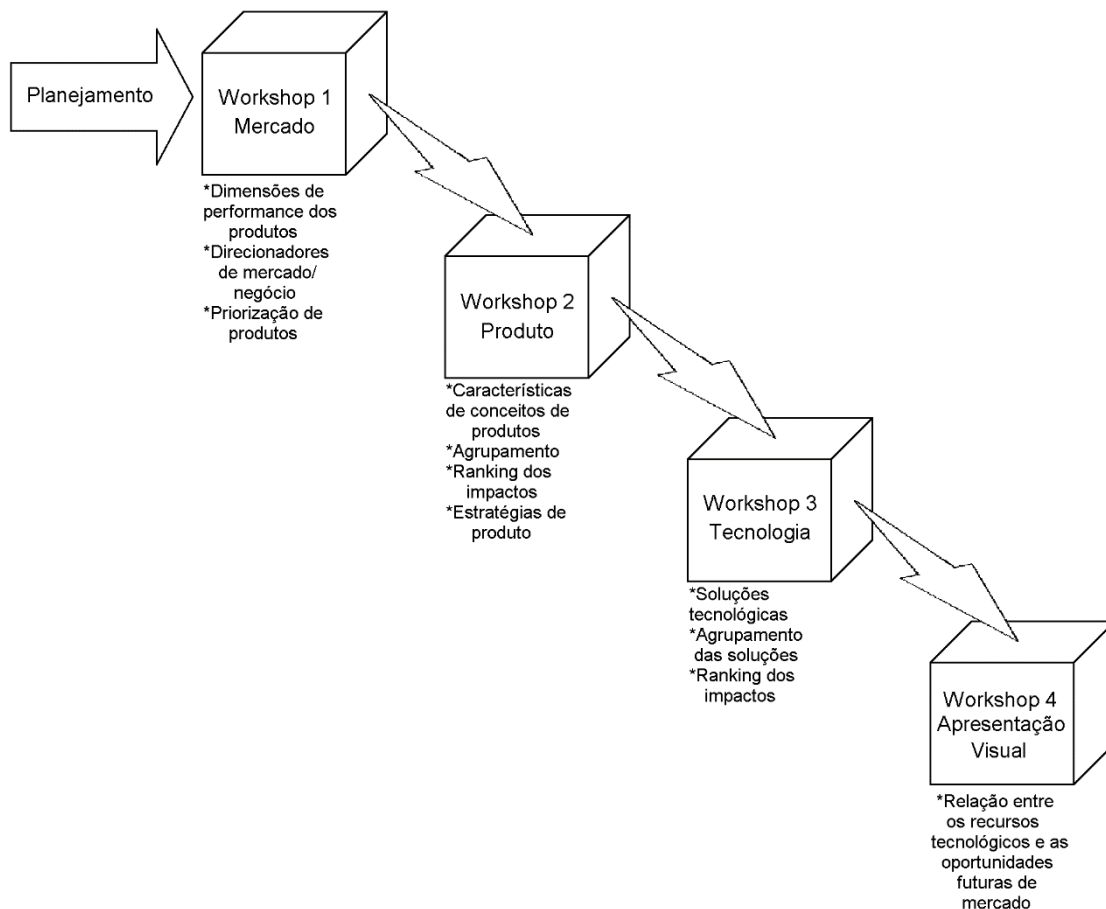 Planejamento
Workshop 1
Mercado
*Dimensões de
performance dos
produtos
*Direcionadores
de mercado/
negócio
*Priorização de
produtos
Workshop 2
Produto
*Características
de conceitos de
produtos
*Agrupamento
*Ranking dos
impactos
*Estratégias de
produto
Workshop 3
Tecnologia
*Soluções
tecnológicas
*Agrupamento
das soluções
*Ranking dos
impactos
Workshop 4
Apresentação
Visual
*Relação entre
os recursos
tecnológicos e as
oportunidades
futuras de
mercado